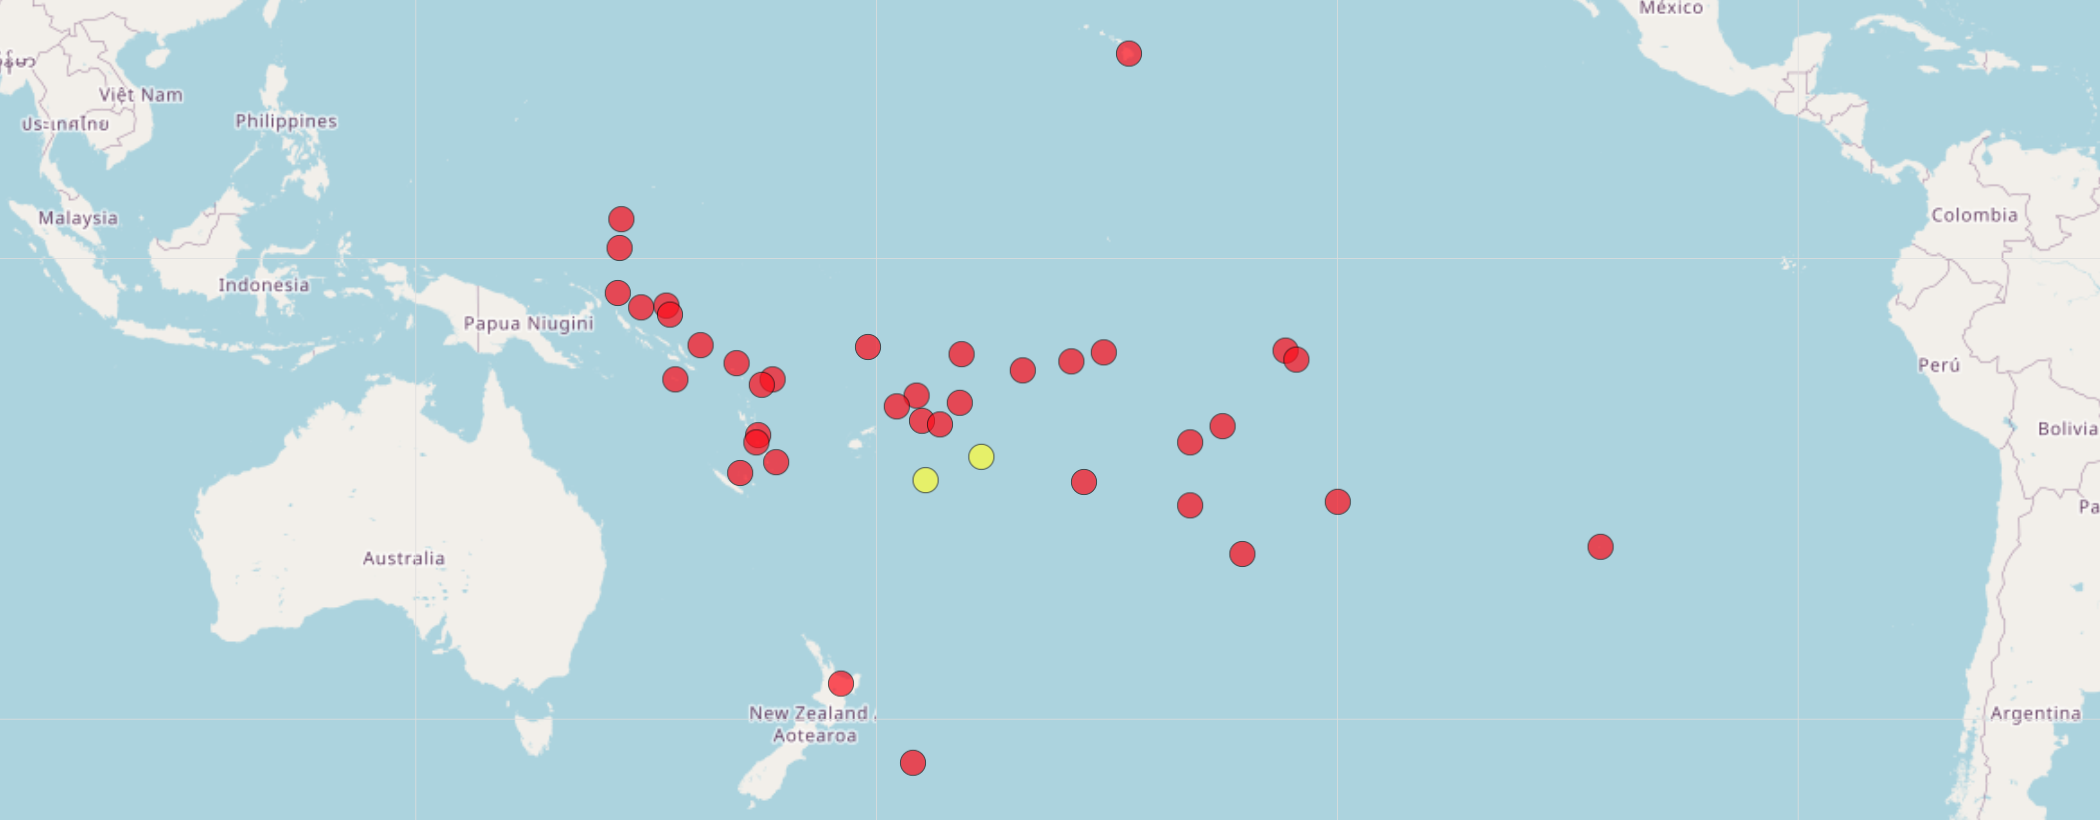 México
Việt Nam
ประเทศไทย
Philippines
Malaysia
Colombia
Indonesia
Papua Niugini
Perú
Bolivia
Pa
Australia
New Zealand
Aotearoa
Argentina